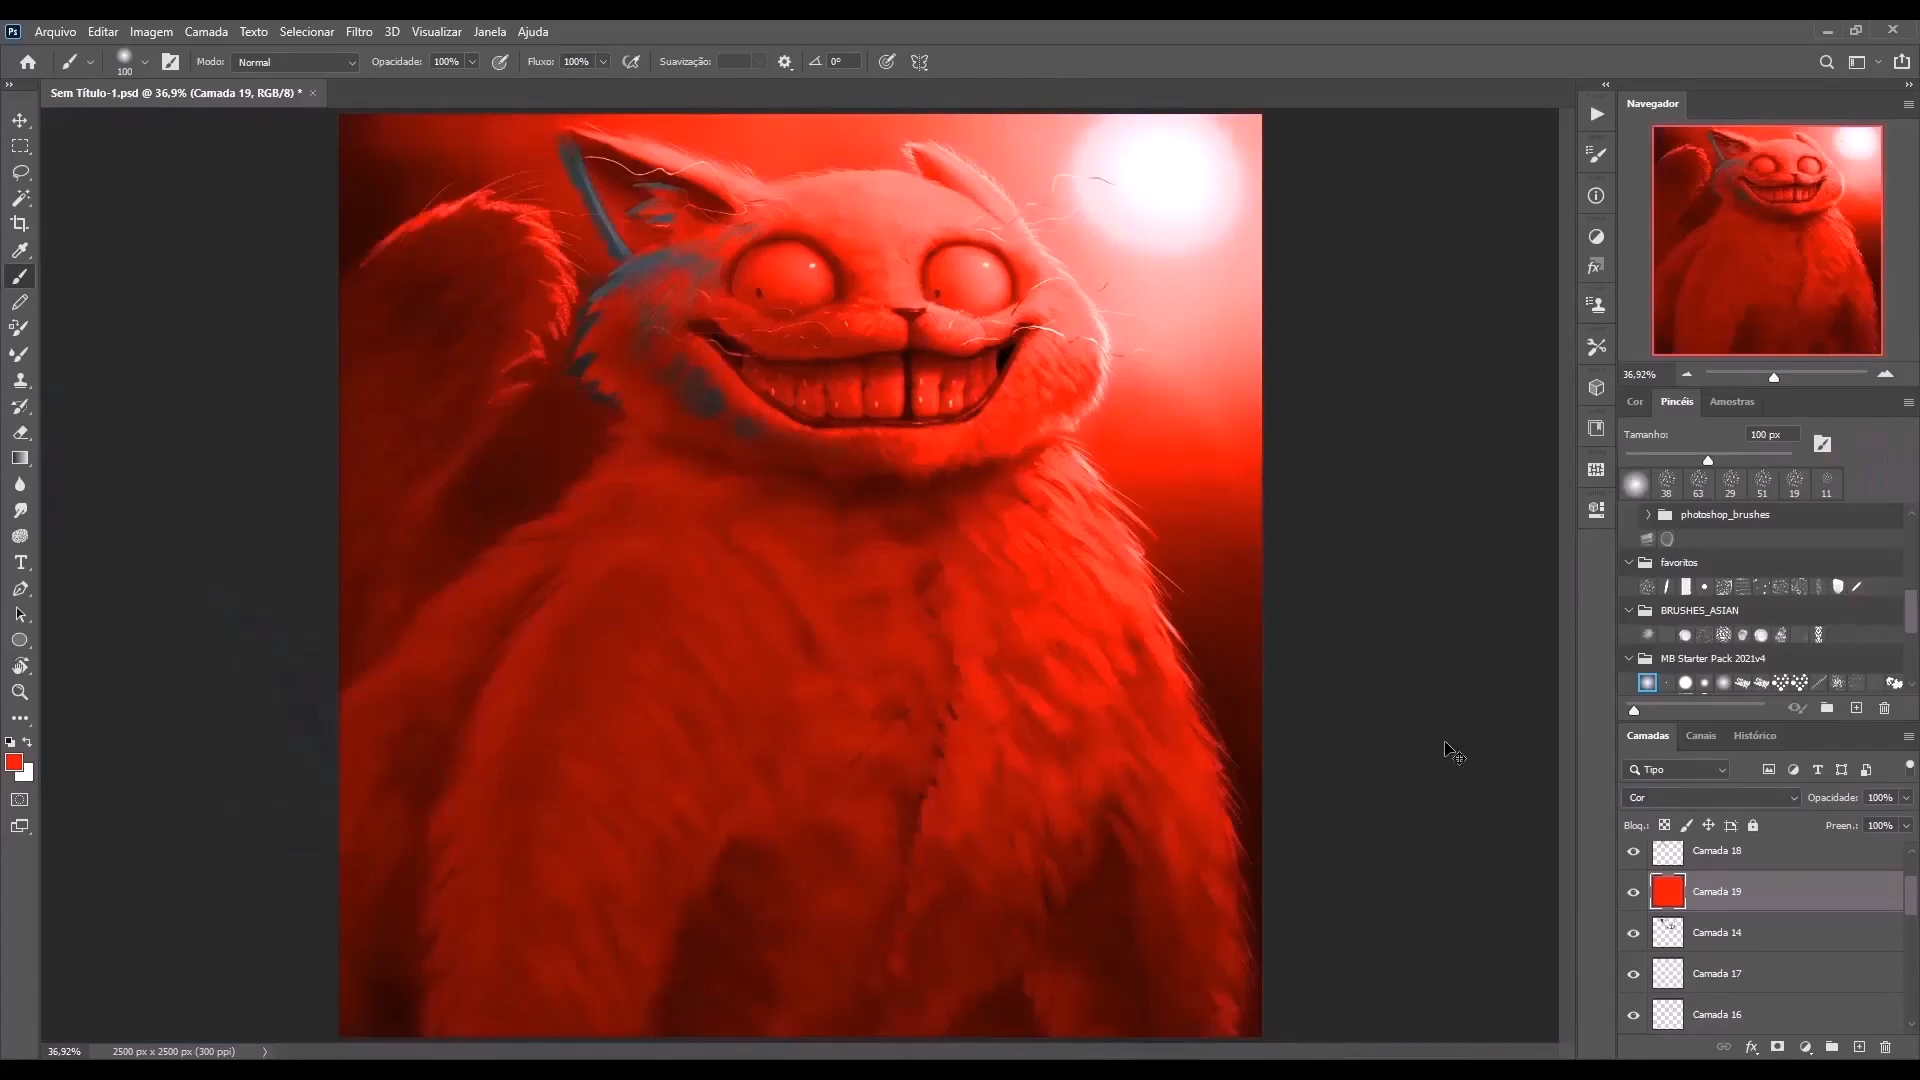 Ps Arquivo Editar Imagem Camada Texto Selecionar Filtro 3D Visualizar Janela Ajuda
100 Modo: Normal Opacidade: 100% Fluxo: 100% Suavização: 0°
Sem Título-1.psd @ 36,9% (Camada 19, RGB/8) * ×
Navegador
36,92%
Cor Pincéis Amostras
Tamanho: 100 px
38 63 29 51 19 11
photoshop_brushes
favoritos
BRUSHES_ASIAN
MB Starter Pack 2021v4
Camadas Canais Histórico
Tipo
Cor Opacidade: 100%
Bloq.: Preen.: 100%
Camada 18
Camada 19
Camada 14
Camada 17
Camada 16
fx
36,92% 2500 px x 2500 px (300 ppi)